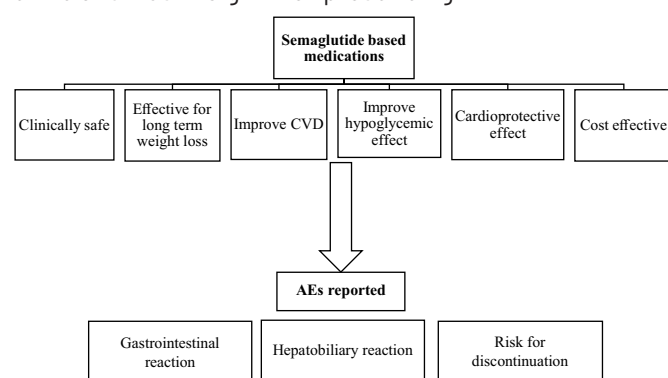 Semaglutide based
medications
Clinically safe
Effective for
long term
weight loss
Improve CVD
Improve
hypoglycemic
effect
Cardioprotective
effect
Cost effective
AEs reported
Gastrointestinal
reaction
Hepatobiliary reaction
Risk for
discontinuation